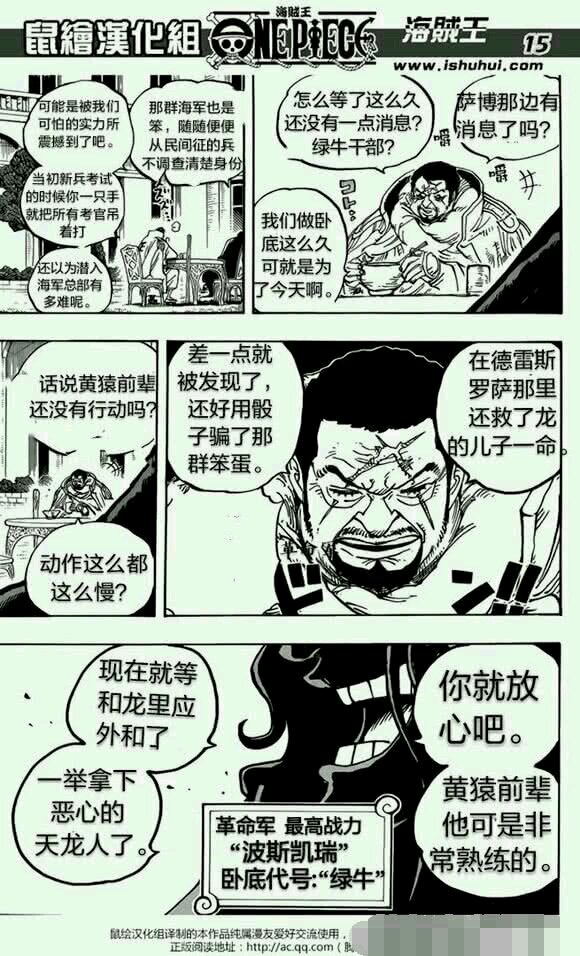 鼠繪漢化組
海賊王
ONE PIECE
海賊王
15
www.ishuhui.com
萨博那边有
消息了吗?
怎么等了这么久
还没有一点消息?
绿牛干部?
我们做卧
底这么久
可就是为
了今天啊。
コトッ
那群海军也是
笨,随随便便
从民间征的兵
不调查清楚身份
可能是被我们
可怕的实力所
震撼到了吧。
当初新兵考试
的时候你一只手
就把所有考官吊
着打
还以为潜入
海军总部有
多难呢。
在德雷斯
罗萨那里
还救了龙
的儿子一命。
差一点就
被发现了,
还好用骰
子骗了那
群笨蛋。
话说黄猿前辈
还没有行动吗?
动作这么都
这么慢?
你就放
心吧。
黄猿前辈
他可是非
常熟练的。
现在就等
和龙里应
外和了
一举拿下
恶心的
天龙人了。
革命军 最高战力
“波斯凯瑞”
卧底代号:“绿牛”
鼠绘汉化组译制的本作品纯属漫友爱好交流使用,
正版阅读地址:http://ac.qq.com(腾